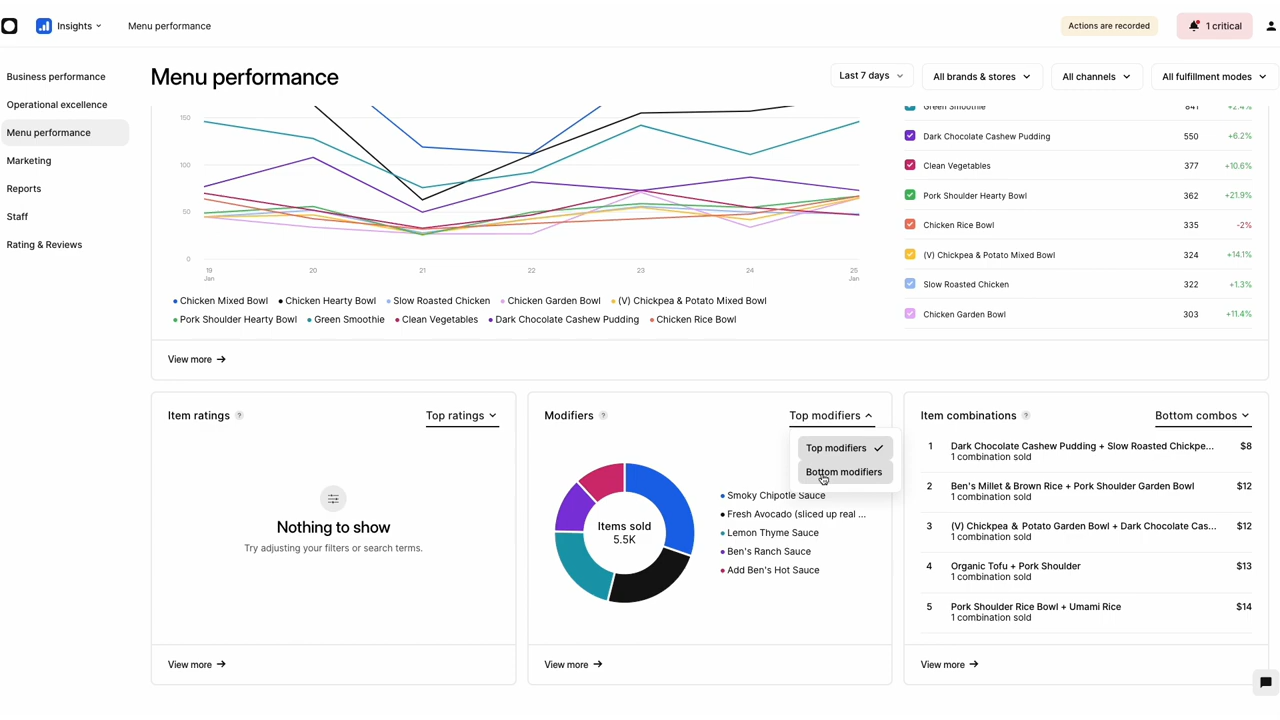 Insights
Menu performance
Actions are recorded
1 critical
Business performance
Operational excellence
Menu performance
Marketing
Reports
Staff
Rating & Reviews
Menu performance
Last 7 days
All brands & stores
All channels
All fulfillment modes
150
100
50
0
19
Jan
20
21
22
23
24
25
Jan
Chicken Mixed Bowl
Chicken Hearty Bowl
Slow Roasted Chicken
Chicken Garden Bowl
(V) Chickpea & Potato Mixed Bowl
Pork Shoulder Hearty Bowl
Green Smoothie
Clean Vegetables
Dark Chocolate Cashew Pudding
Chicken Rice Bowl
Green Smoothie 841 +2.4%
Dark Chocolate Cashew Pudding 550 +6.2%
Clean Vegetables 377 +10.6%
Pork Shoulder Hearty Bowl 362 +21.9%
Chicken Rice Bowl 335 -2%
(V) Chickpea & Potato Mixed Bowl 324 +14.1%
Slow Roasted Chicken 322 +1.3%
Chicken Garden Bowl 303 +11.4%
View more
Item ratings ?
Top ratings
Nothing to show
Try adjusting your filters or search terms.
View more
Modifiers ?
Top modifiers
Top modifiers
Bottom modifiers
Items sold
5.5K
Smoky Chipotle Sauce
Fresh Avocado (sliced up real ...
Lemon Thyme Sauce
Ben's Ranch Sauce
Add Ben's Hot Sauce
View more
Item combinations ?
Bottom combos
1 Dark Chocolate Cashew Pudding + Slow Roasted Chickpe... $8
1 combination sold
2 Ben's Millet & Brown Rice + Pork Shoulder Garden Bowl $12
1 combination sold
3 (V) Chickpea & Potato Garden Bowl + Dark Chocolate Cas... $12
1 combination sold
4 Organic Tofu + Pork Shoulder $13
1 combination sold
5 Pork Shoulder Rice Bowl + Umami Rice $14
1 combination sold
View more